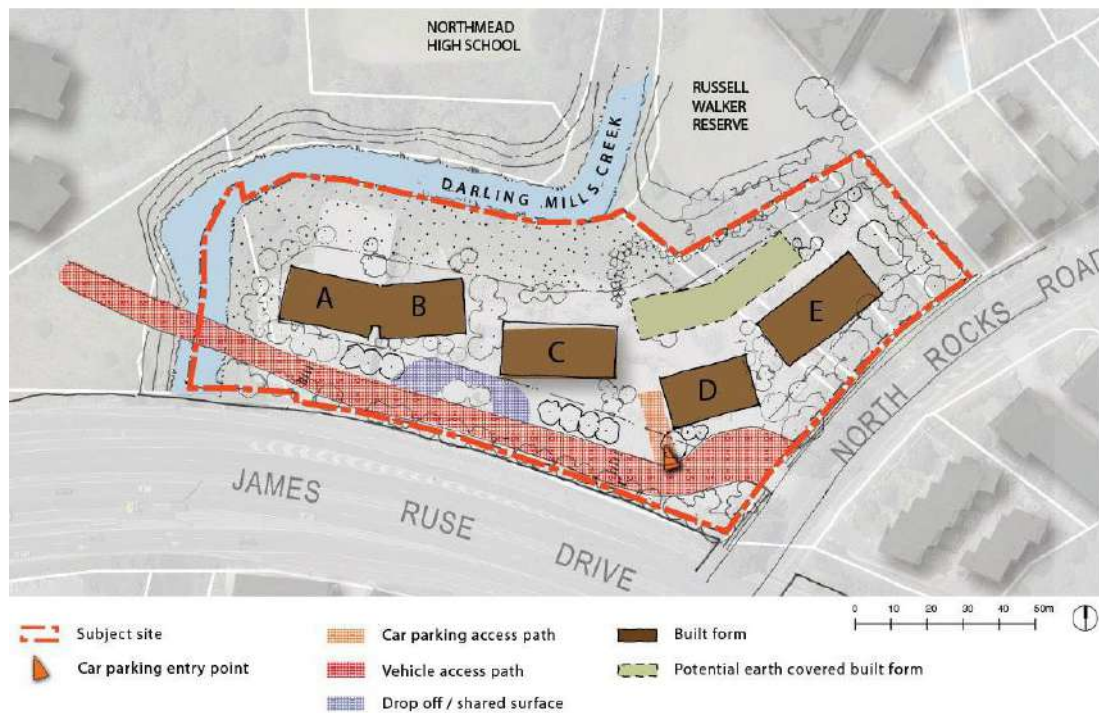 NORTHMEAD
HIGH SCHOOL
RUSSELL
WALKER
RESERVE
DARLING MILLS CREEK
A
B
C
D
E
NORTH ROCKS ROAD
JAMES RUSE DRIVE
0 10 20 30 40 50m
Subject site
Car parking entry point
Car parking access path
Vehicle access path
Drop off / shared surface
Built form
Potential earth covered built form